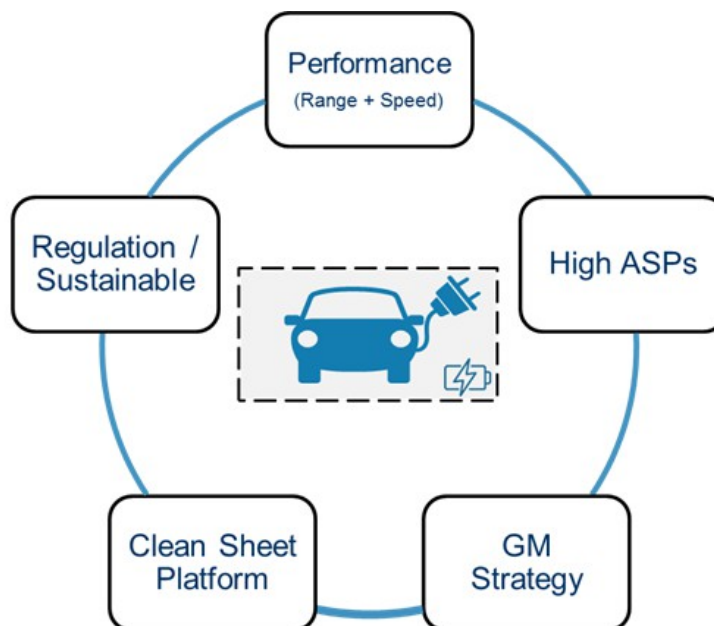 Performance
(Range + Speed)
High ASPs
GM
Strategy
Clean Sheet
Platform
Regulation /
Sustainable